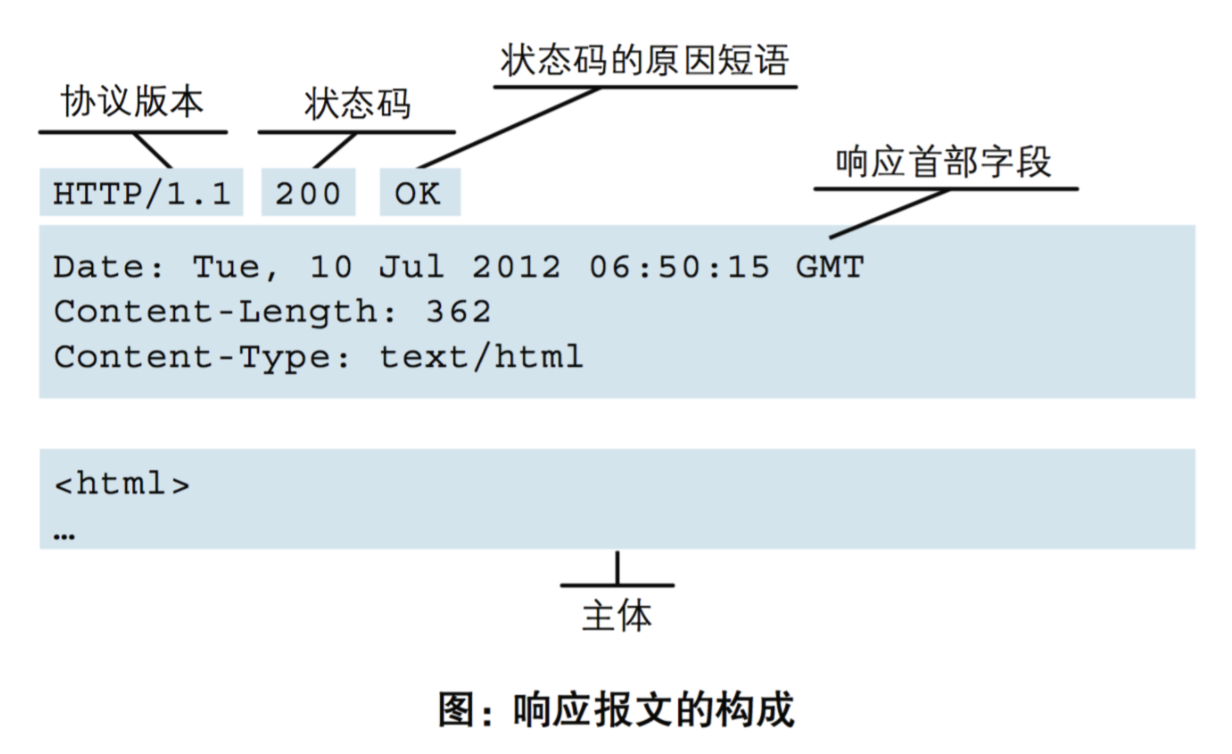 状态码的原因短语
协议版本 状态码
响应首部字段
HTTP/1.1 200 OK
Date: Tue, 10 Jul 2012 06:50:15 GMT
Content-Length: 362
Content-Type: text/html
<html>
…
主体
图：响应报文的构成